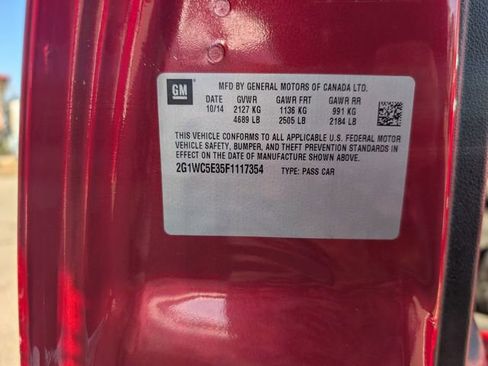 GM
MFD BY GENERAL MOTORS OF CANADA LTD.
DATE GVWR GAWR FRT GAWR RR
10/14 2127 KG 1136 KG 991 KG
4689 LB 2505 LB 2184 LB
THIS VEHICLE CONFORMS TO ALL APPLICABLE U.S. FEDERAL MOTOR
VEHICLE SAFETY, BUMPER, AND THEFT PREVENTION STANDARDS
IN EFFECT ON THE DATE OF MANUFACTURE SHOWN ABOVE.
2G1WC5E35F1117354 TYPE: PASS CAR